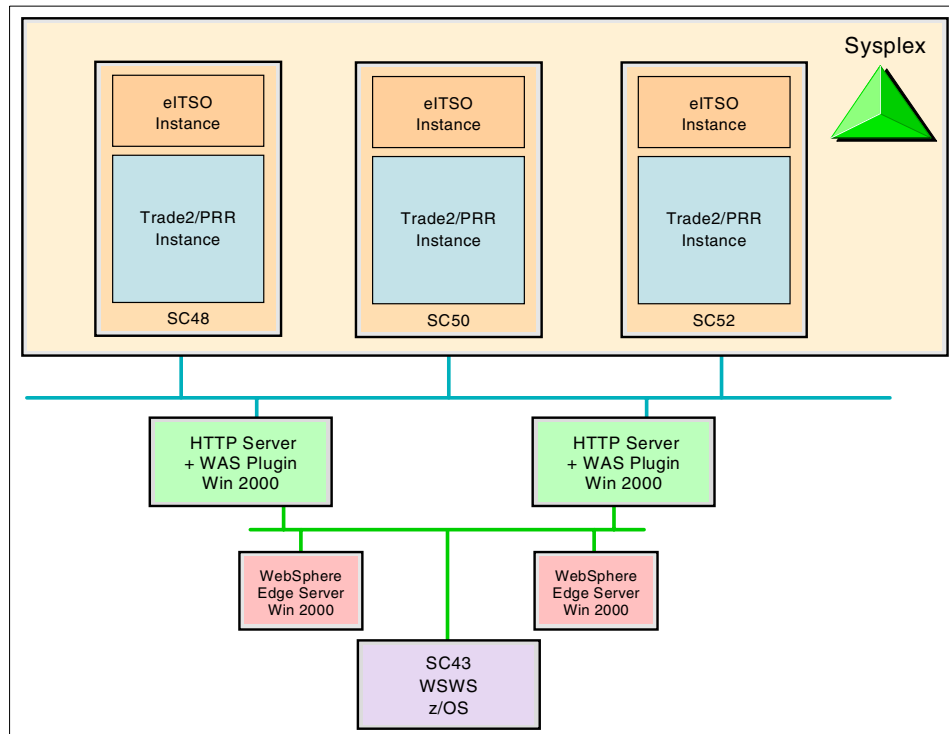 Sysplex
eITSO
Instance
Trade2/PRR
Instance
SC48
eITSO
Instance
Trade2/PRR
Instance
SC50
eITSO
Instance
Trade2/PRR
Instance
SC52
HTTP Server
+ WAS Plugin
Win 2000
HTTP Server
+ WAS Plugin
Win 2000
WebSphere
Edge Server
Win 2000
WebSphere
Edge Server
Win 2000
SC43
WSWS
z/OS